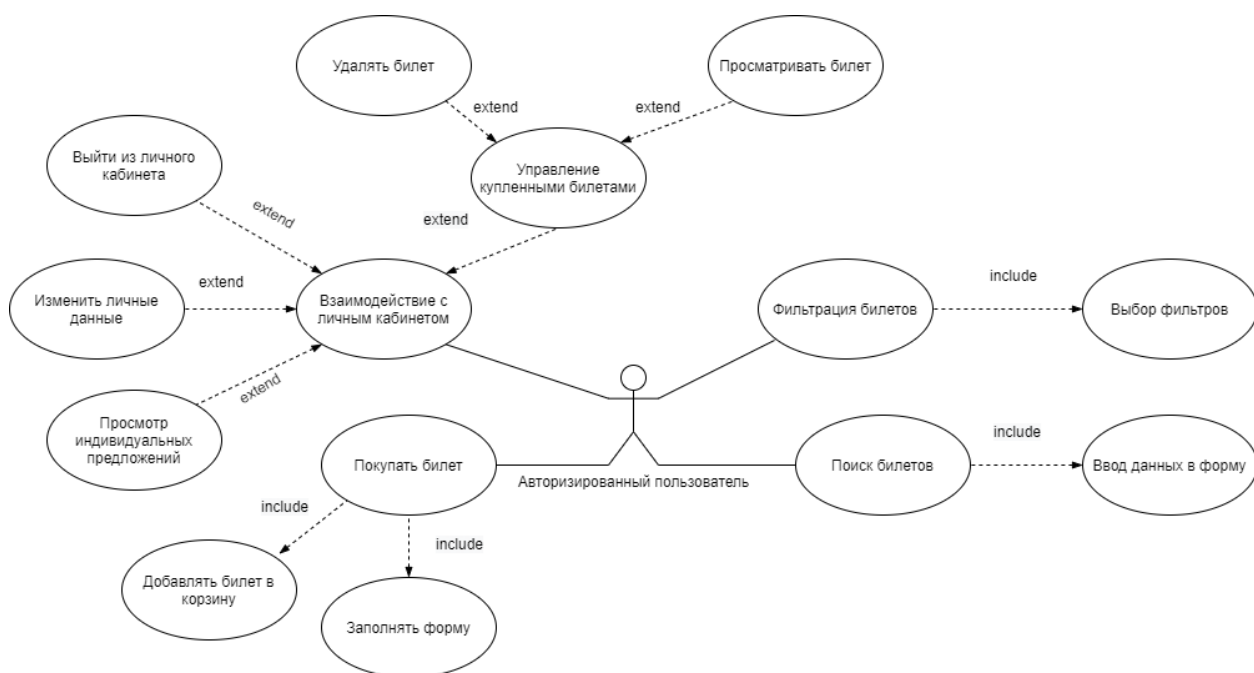 Удалять билет
Просматривать билет
extend
extend
Выйти из личного
кабинета
Управление
купленными билетами
extend
extend
Изменить личные
данные
extend
Взаимодействие с
личным кабинетом
Фильтрация билетов
include
Выбор фильтров
extend
Просмотр
индивидуальных
предложений
Покупать билет
Авторизированный пользователь
Поиск билетов
include
Ввод данных в форму
include
include
Добавлять билет в
корзину
Заполнять форму